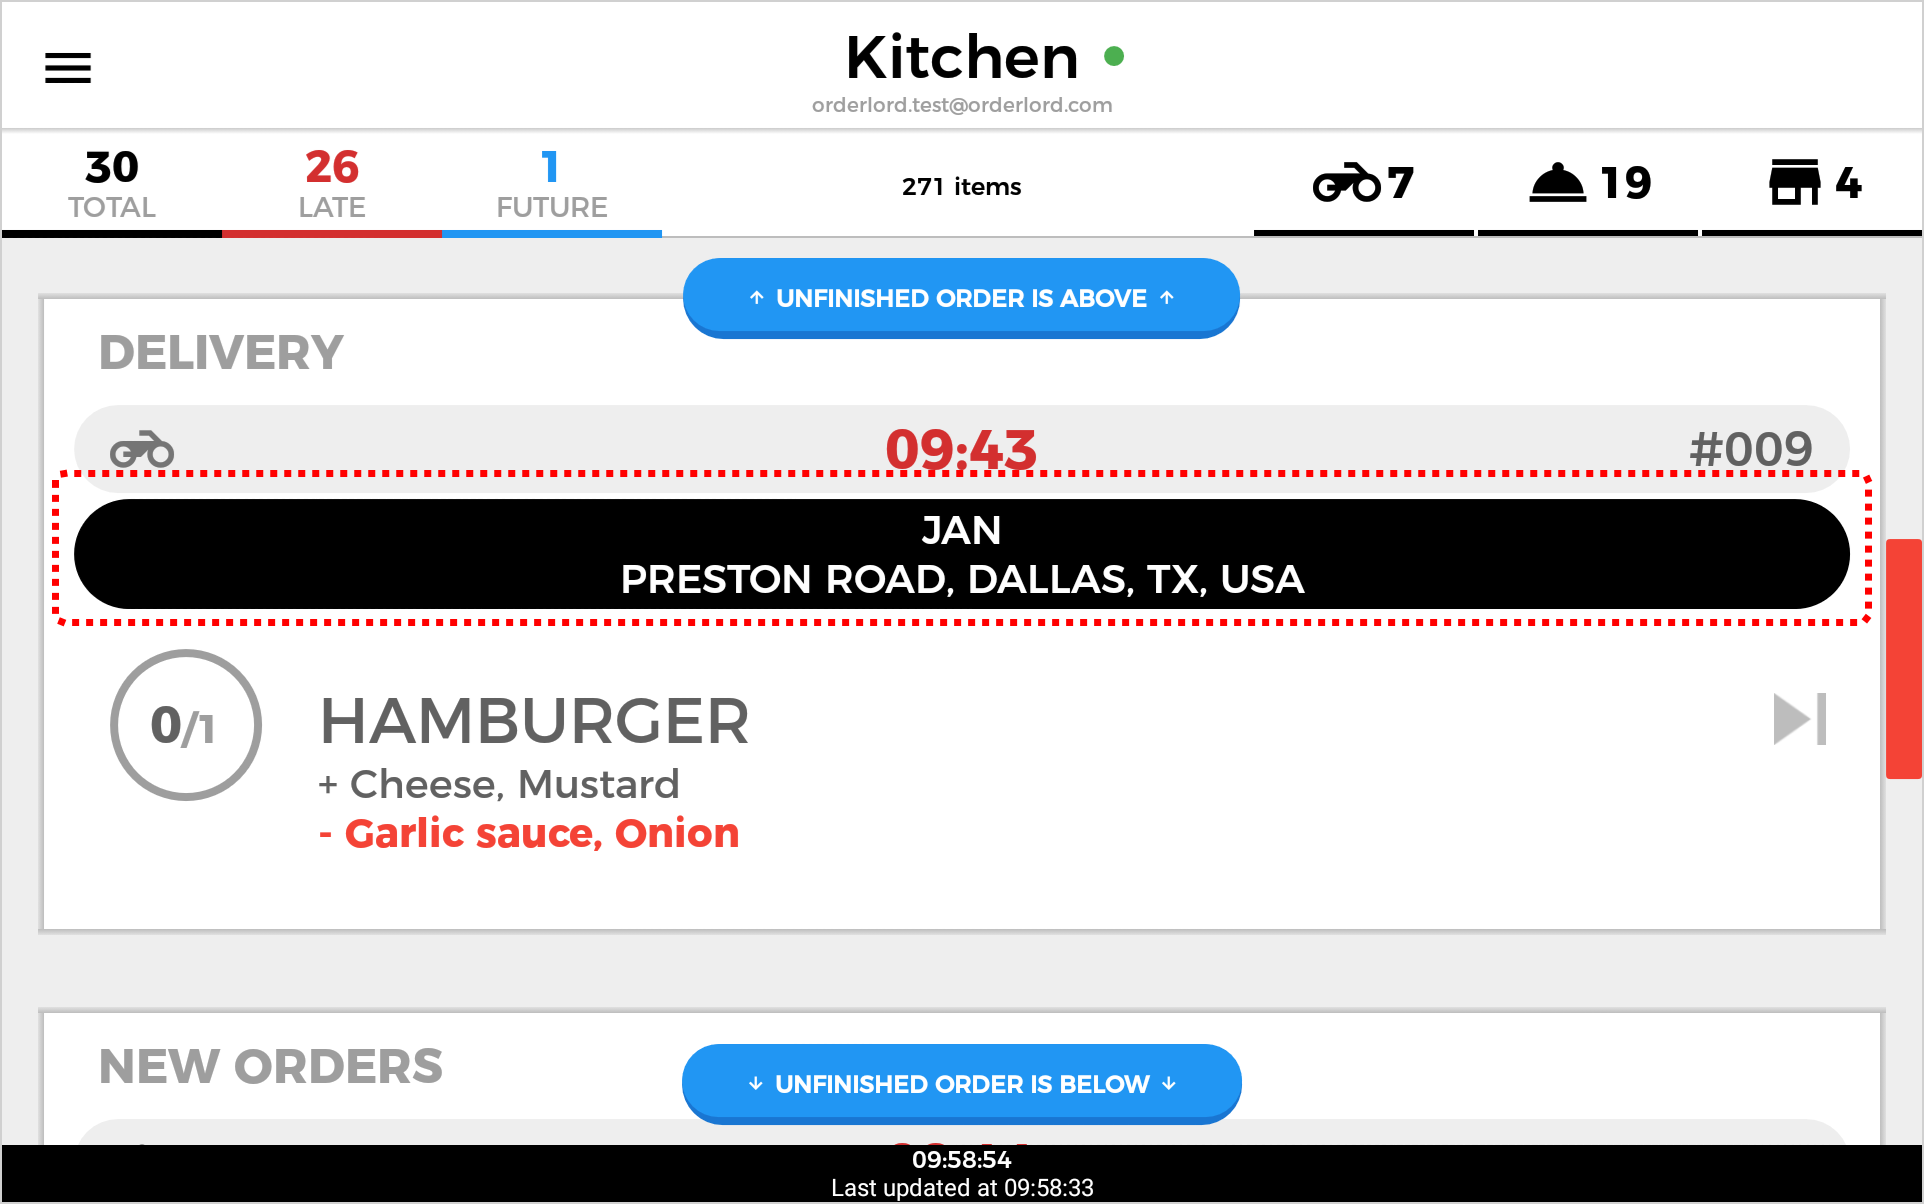 Kitchen
orderlord.test@orderlord.com
30
TOTAL
26
LATE
1
FUTURE
271 items
7
19
4
↑ UNFINISHED ORDER IS ABOVE ↑
DELIVERY
09:43
#009
JAN
PRESTON ROAD, DALLAS, TX, USA
0/1
HAMBURGER
+ Cheese, Mustard
- Garlic sauce, Onion
NEW ORDERS
↓ UNFINISHED ORDER IS BELOW ↓
09:58:54
Last updated at 09:58:33